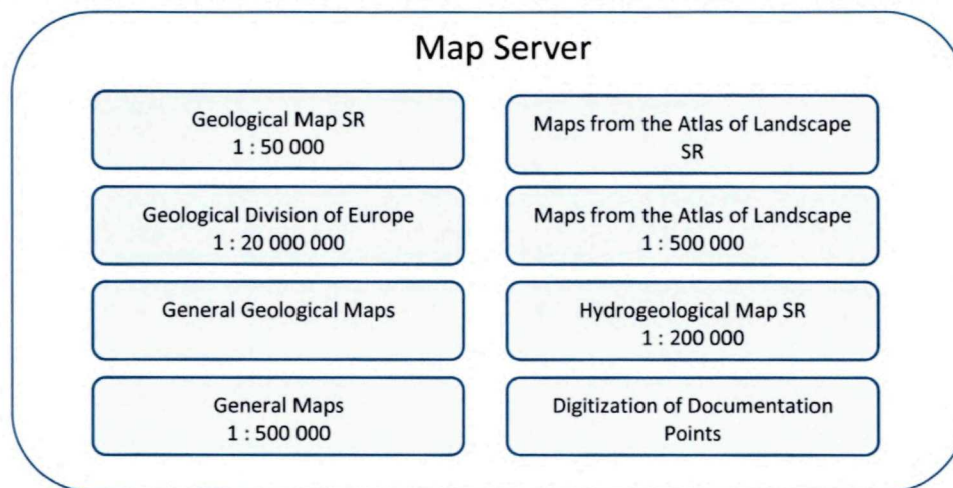 Map Server
Geological Map SR
1 : 50 000
Geological Division of Europe
1 : 20 000 000
General Geological Maps
General Maps
1 : 500 000
Maps from the Atlas of Landscape
SR
Maps from the Atlas of Landscape
1 : 500 000
Hydrogeological Map SR
1 : 200 000
Digitization of Documentation
Points